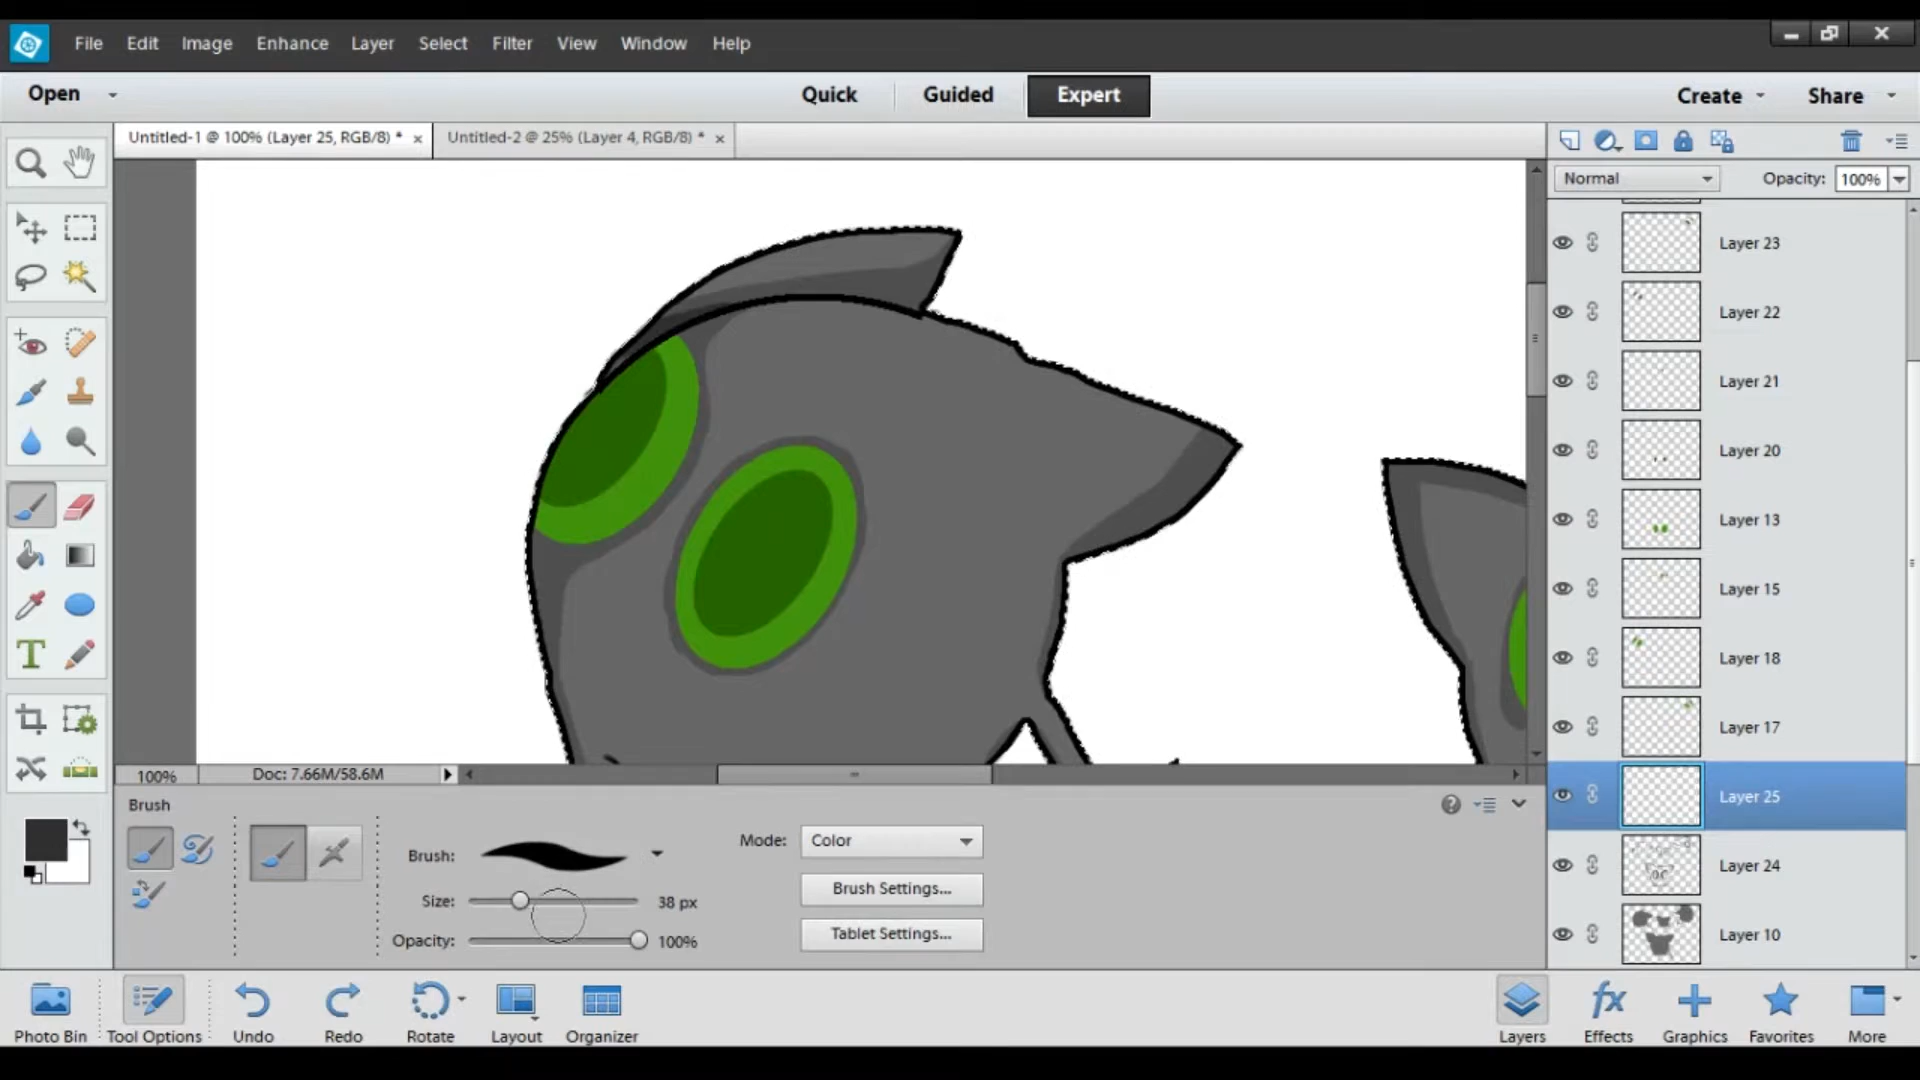 File Edit Image Enhance Layer Select Filter View Window Help
Open Quick Guided Expert Create Share
Untitled-1 @ 100% (Layer 25, RGB/8) * × Untitled-2 @ 25% (Layer 4, RGB/8) * ×
Normal Opacity: 100%
Layer 23
Layer 22
Layer 21
Layer 20
Layer 13
Layer 15
Layer 18
Layer 17
Layer 25
Layer 24
Layer 10
100% Doc: 7.66M/58.6M
Brush
Brush: Mode: Color
Size: 38 px Brush Settings...
Opacity: 100% Tablet Settings...
Photo Bin Tool Options Undo Redo Rotate Layout Organizer Layers Effects Graphics Favorites More